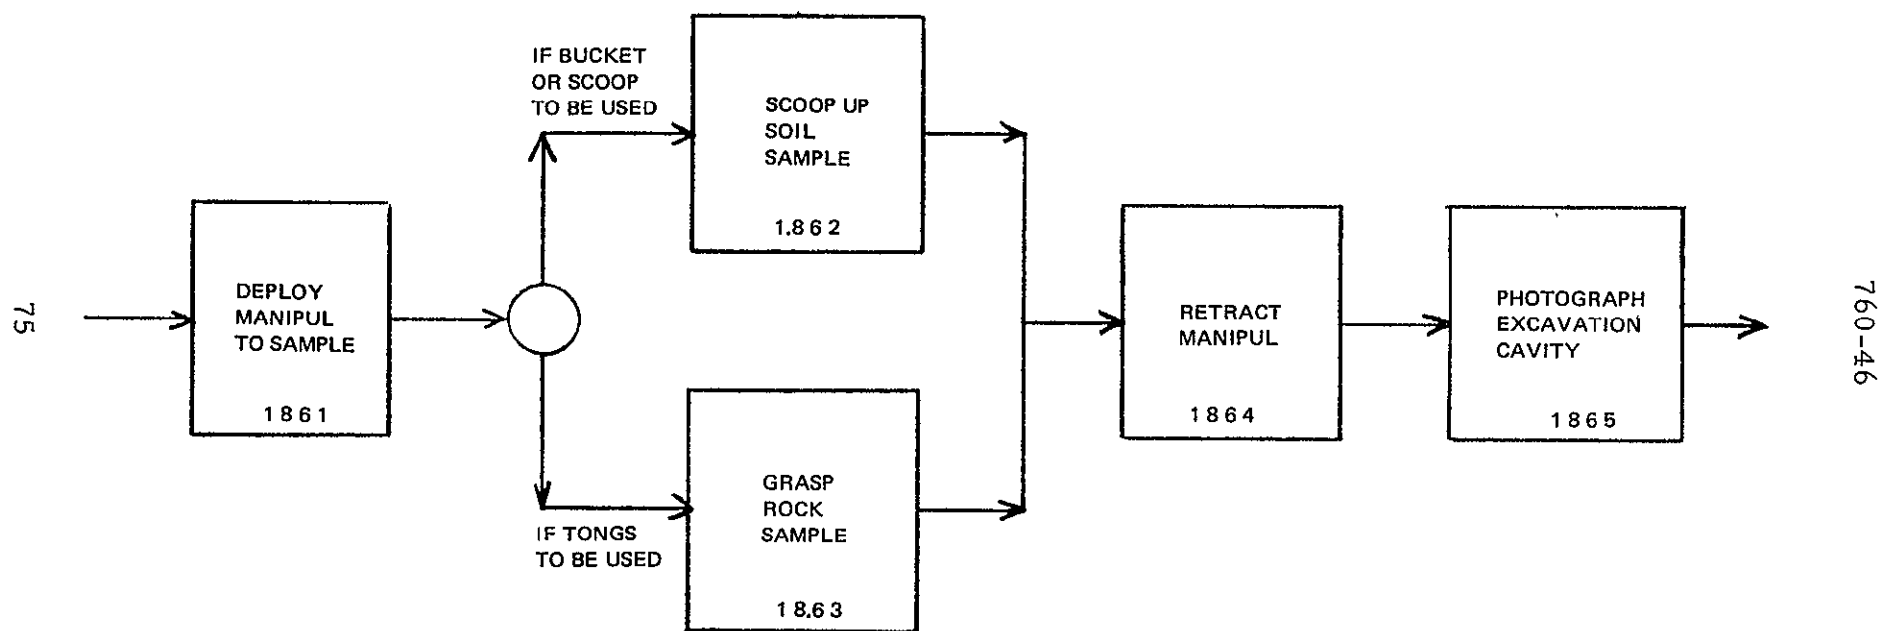 75
DEPLOY
MANIPUL
TO SAMPLE
1861
IF BUCKET
OR SCOOP
TO BE USED
SCOOP UP
SOIL
SAMPLE
1.862
IF TONGS
TO BE USED
GRASP
ROCK
SAMPLE
18.63
RETRACT
MANIPUL
1864
PHOTOGRAPH
EXCAVATION
CAVITY
1865
760-46